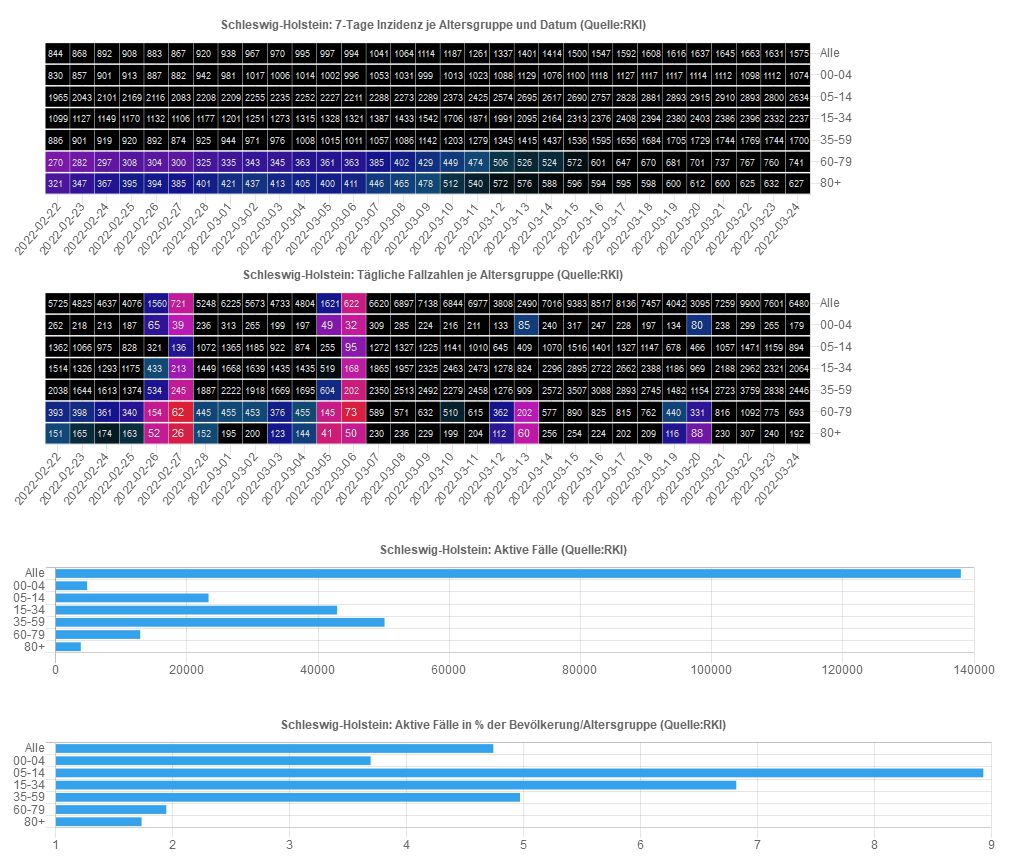 Schleswig-Holstein: 7-Tage Inzidenz je Altersgruppe und Datum (Quelle:RKI)
844 868 892 908 883 867 920 938 967 970 995 997 994 1041 1064 1114 1187 1261 1337 1401 1414 1500 1547 1592 1608 1616 1637 1645 1663 1631 1575 Alle
830 857 901 913 887 882 942 981 1017 1006 1014 1002 996 1053 1031 999 1013 1023 1088 1129 1076 1100 1118 1127 1117 1117 1114 1112 1098 1112 1074 00-04
1965 2043 2101 2169 2116 2083 2208 2209 2255 2235 2252 2227 2211 2288 2273 2289 2373 2425 2574 2695 2617 2690 2757 2828 2881 2893 2915 2910 2893 2800 2634 05-14
1099 1127 1149 1170 1132 1106 1177 1201 1251 1273 1315 1328 1321 1387 1433 1542 1706 1871 1991 2095 2164 2313 2376 2408 2394 2380 2403 2386 2396 2332 2237 15-34
886 901 919 920 892 874 925 944 971 976 1008 1015 1011 1057 1086 1142 1203 1279 1345 1415 1437 1536 1595 1656 1684 1705 1729 1744 1769 1744 1700 35-59
270 282 297 308 304 300 325 335 343 345 363 361 363 385 402 429 449 474 506 526 524 572 601 647 670 681 701 737 767 760 741 60-79
321 347 367 395 394 385 401 421 437 413 405 400 411 446 465 478 512 540 572 576 588 596 594 595 598 600 612 600 625 632 627 80+
2022-02-22 2022-02-23 2022-02-24 2022-02-25 2022-02-26 2022-02-27 2022-02-28 2022-03-01 2022-03-02 2022-03-03 2022-03-04 2022-03-05 2022-03-06 2022-03-07 2022-03-08 2022-03-09 2022-03-10 2022-03-11 2022-03-12 2022-03-13 2022-03-14 2022-03-15 2022-03-16 2022-03-17 2022-03-18 2022-03-19 2022-03-20 2022-03-21 2022-03-22 2022-03-23 2022-03-24
Schleswig-Holstein: Tägliche Fallzahlen je Altersgruppe (Quelle:RKI)
5725 4825 4637 4076 1560 721 5248 6225 5673 4733 4804 1621 622 6620 6897 7138 6844 6977 3808 2490 7016 9383 8517 8136 7457 4042 3095 7259 9900 7601 6480 Alle
262 218 213 187 65 39 236 313 265 199 197 49 32 309 285 224 216 211 133 85 240 317 247 228 197 134 80 238 299 265 179 00-04
1362 1066 975 828 321 136 1072 1365 1185 922 874 255 95 1272 1327 1225 1141 1010 645 409 1070 1516 1401 1327 1147 678 466 1057 1471 1159 894 05-14
1514 1326 1293 1175 433 213 1449 1668 1639 1435 1435 519 168 1865 1957 2325 2463 2473 1278 824 2296 2895 2722 2662 2388 1186 969 2188 2962 2321 2064 15-34
2038 1644 1613 1374 534 245 1887 2222 1918 1669 1695 604 202 2350 2513 2492 2279 2458 1276 909 2572 3507 3088 2893 2745 1482 1154 2723 3759 2838 2446 35-59
393 398 361 340 154 62 445 455 453 376 455 145 73 589 571 632 510 615 362 202 577 890 825 815 762 440 331 816 1092 775 693 60-79
151 165 174 163 52 26 152 195 200 123 144 41 50 230 236 229 199 204 112 60 256 254 224 202 209 116 88 230 307 240 192 80+
2022-02-22 2022-02-23 2022-02-24 2022-02-25 2022-02-26 2022-02-27 2022-02-28 2022-03-01 2022-03-02 2022-03-03 2022-03-04 2022-03-05 2022-03-06 2022-03-07 2022-03-08 2022-03-09 2022-03-10 2022-03-11 2022-03-12 2022-03-13 2022-03-14 2022-03-15 2022-03-16 2022-03-17 2022-03-18 2022-03-19 2022-03-20 2022-03-21 2022-03-22 2022-03-23 2022-03-24
Schleswig-Holstein: Aktive Fälle (Quelle:RKI)
Alle
00-04
05-14
15-34
35-59
60-79
80+
0 20000 40000 60000 80000 100000 120000 140000
Schleswig-Holstein: Aktive Fälle in % der Bevölkerung/Altersgruppe (Quelle:RKI)
Alle
00-04
05-14
15-34
35-59
60-79
80+
1 2 3 4 5 6 7 8 9